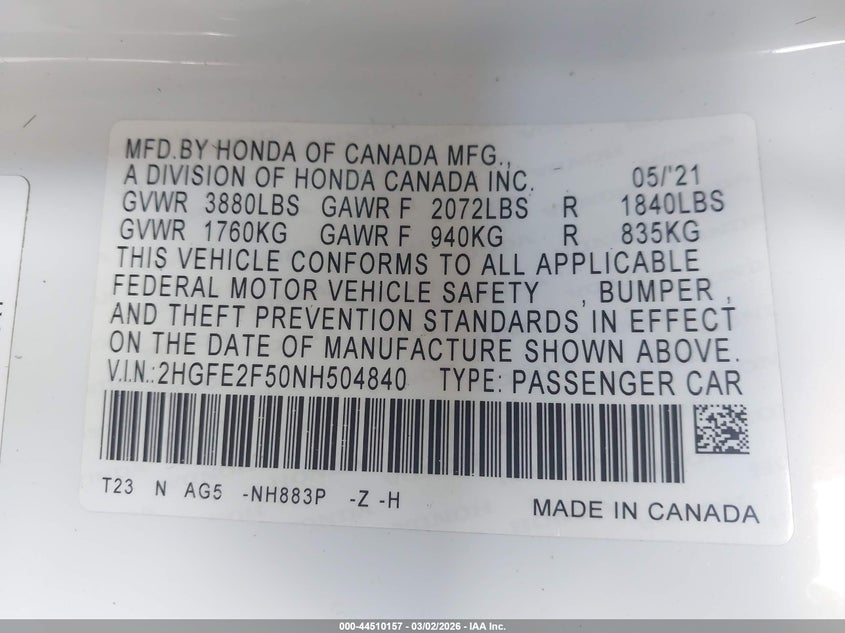 MFD.BY HONDA OF CANADA MFG.,
A DIVISION OF HONDA CANADA INC. 05/'21
GVWR 3880LBS GAWR F 2072LBS R 1840LBS
GVWR 1760KG GAWR F 940KG R 835KG
THIS VEHICLE CONFORMS TO ALL APPLICABLE
FEDERAL MOTOR VEHICLE SAFETY , BUMPER ,
AND THEFT PREVENTION STANDARDS IN EFFECT
ON THE DATE OF MANUFACTURE SHOWN ABOVE.
V.I.N.:2HGFE2F50NH504840 TYPE: PASSENGER CAR
T23 N AG5 -NH883P -Z -H
MADE IN CANADA
000-44510157 - 03/02/2026 - IAA Inc.